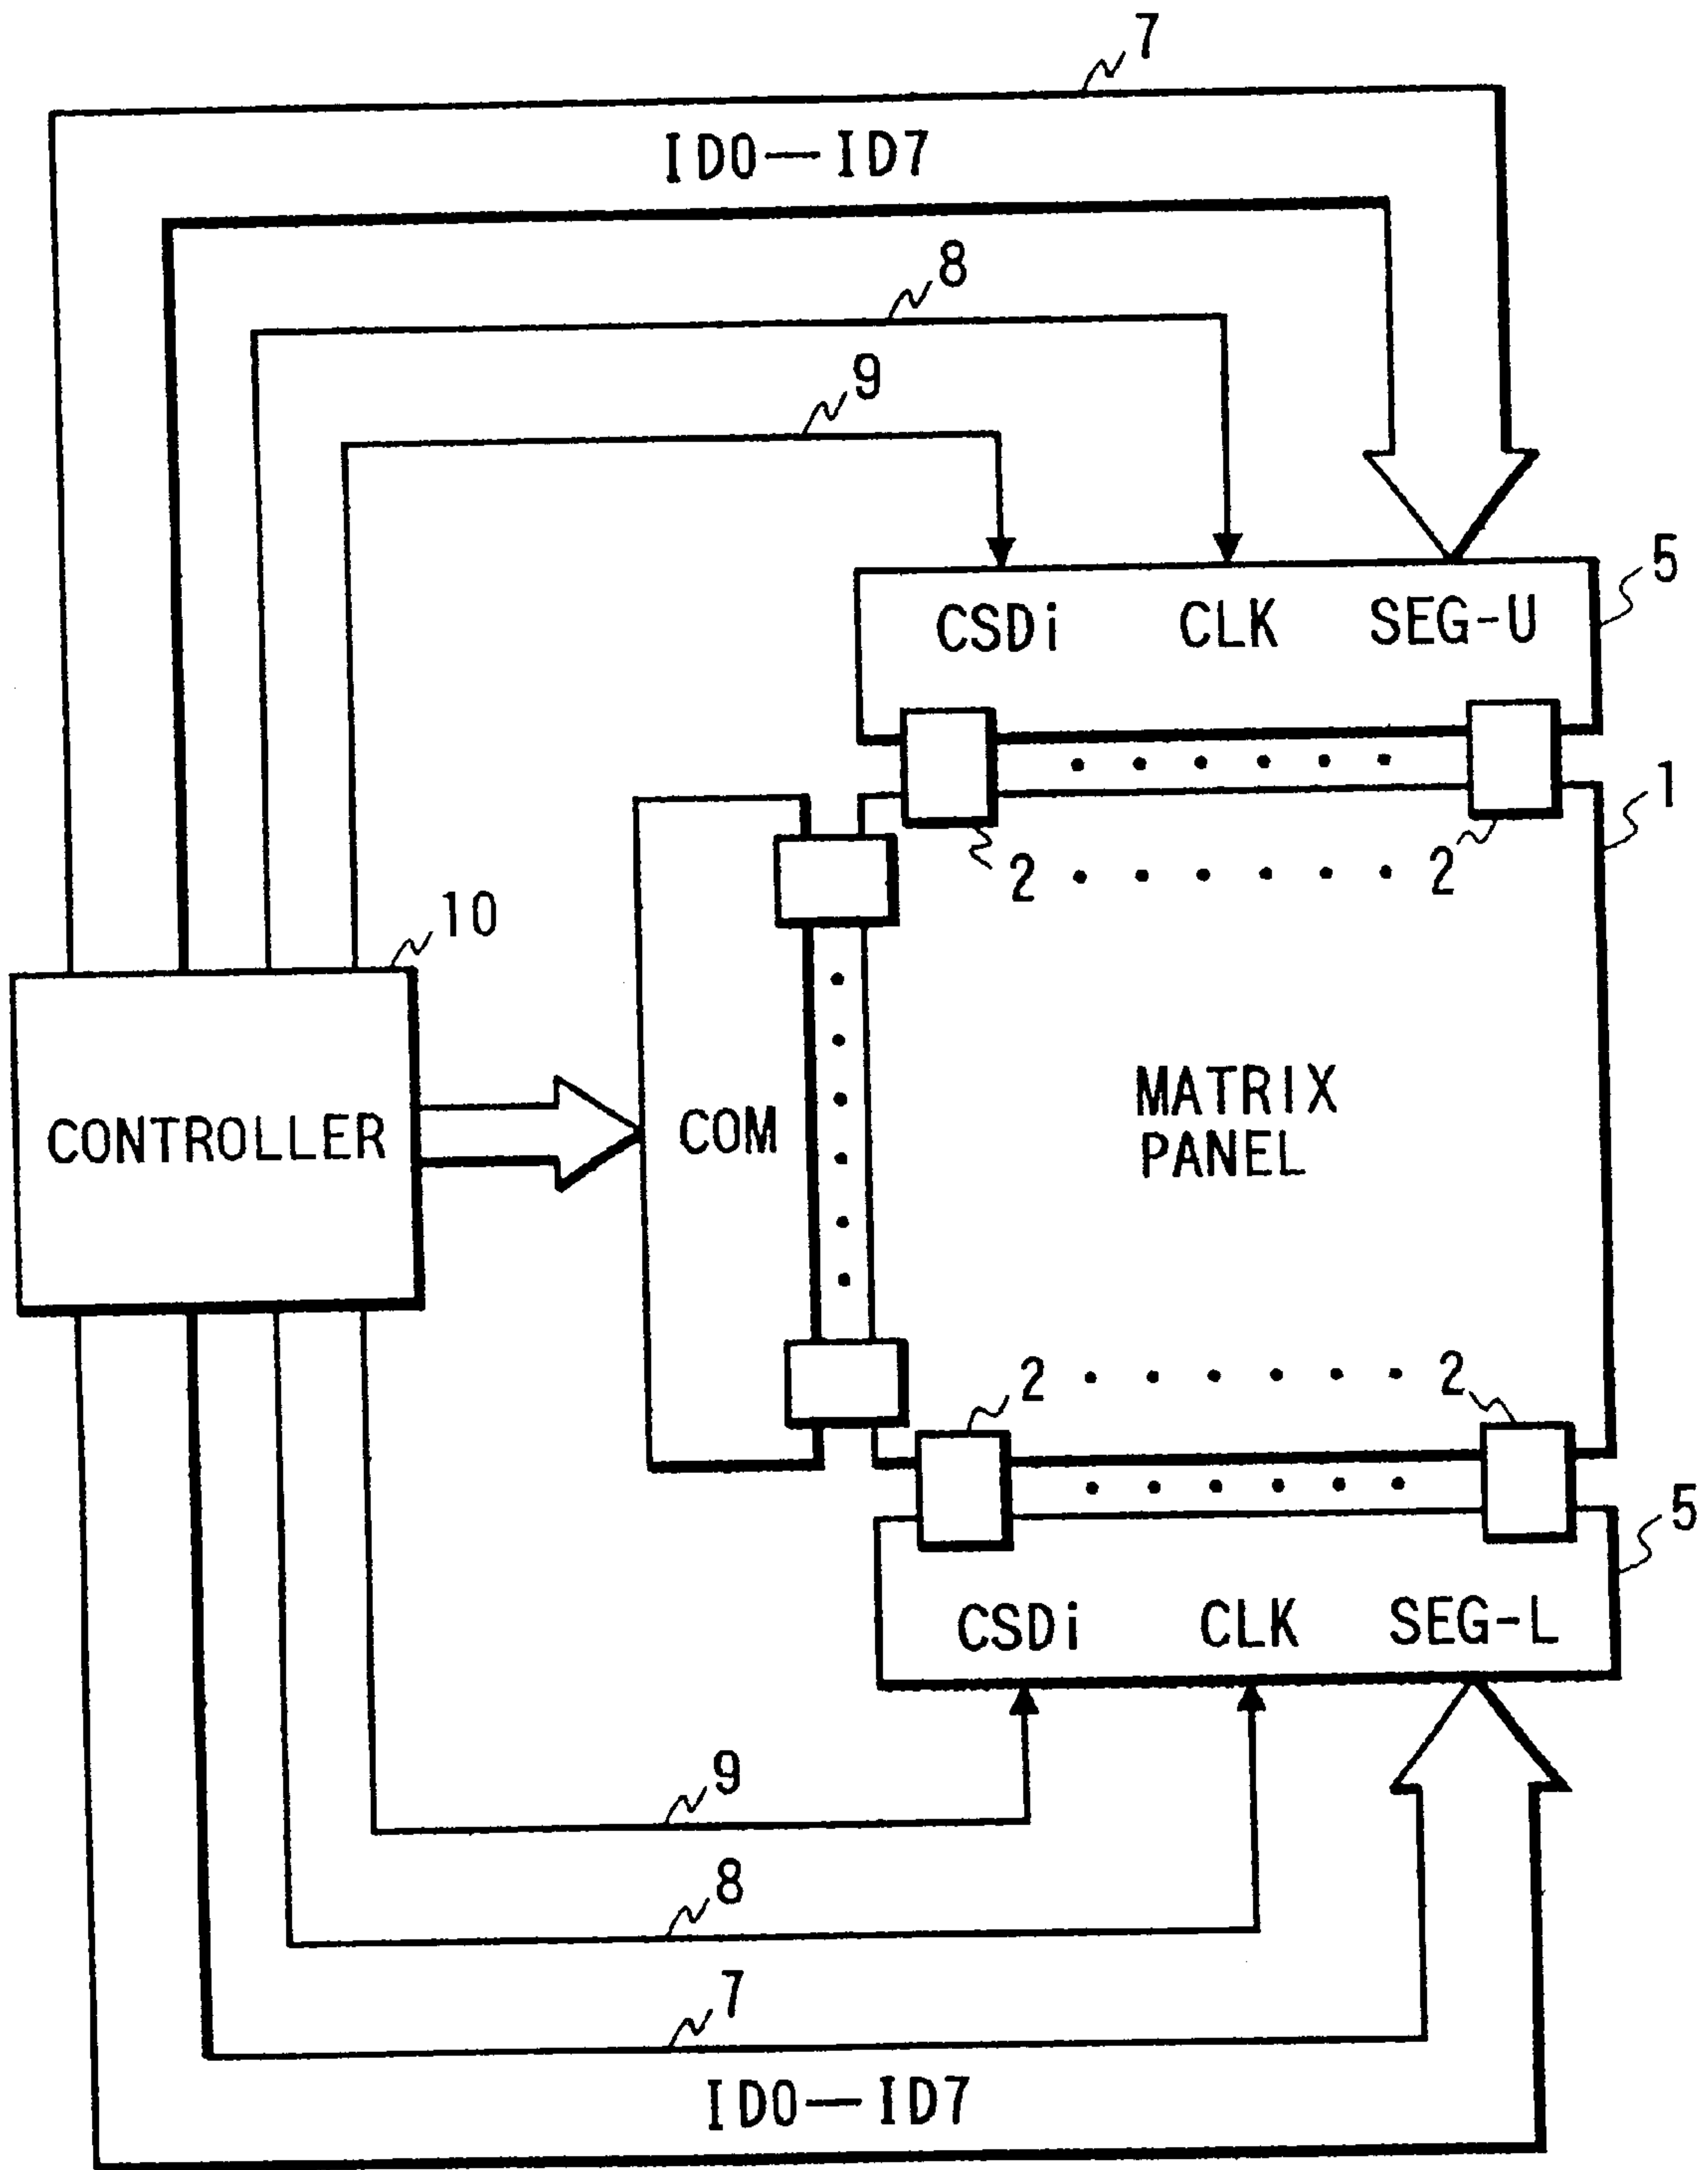 7
ID0—ID7
8
9
5
CSDi CLK SEG-U
1
2 2
10
CONTROLLER
COM
MATRIX
PANEL
2 2
5
CSDi CLK SEG-L
9
8
7
ID0—ID7